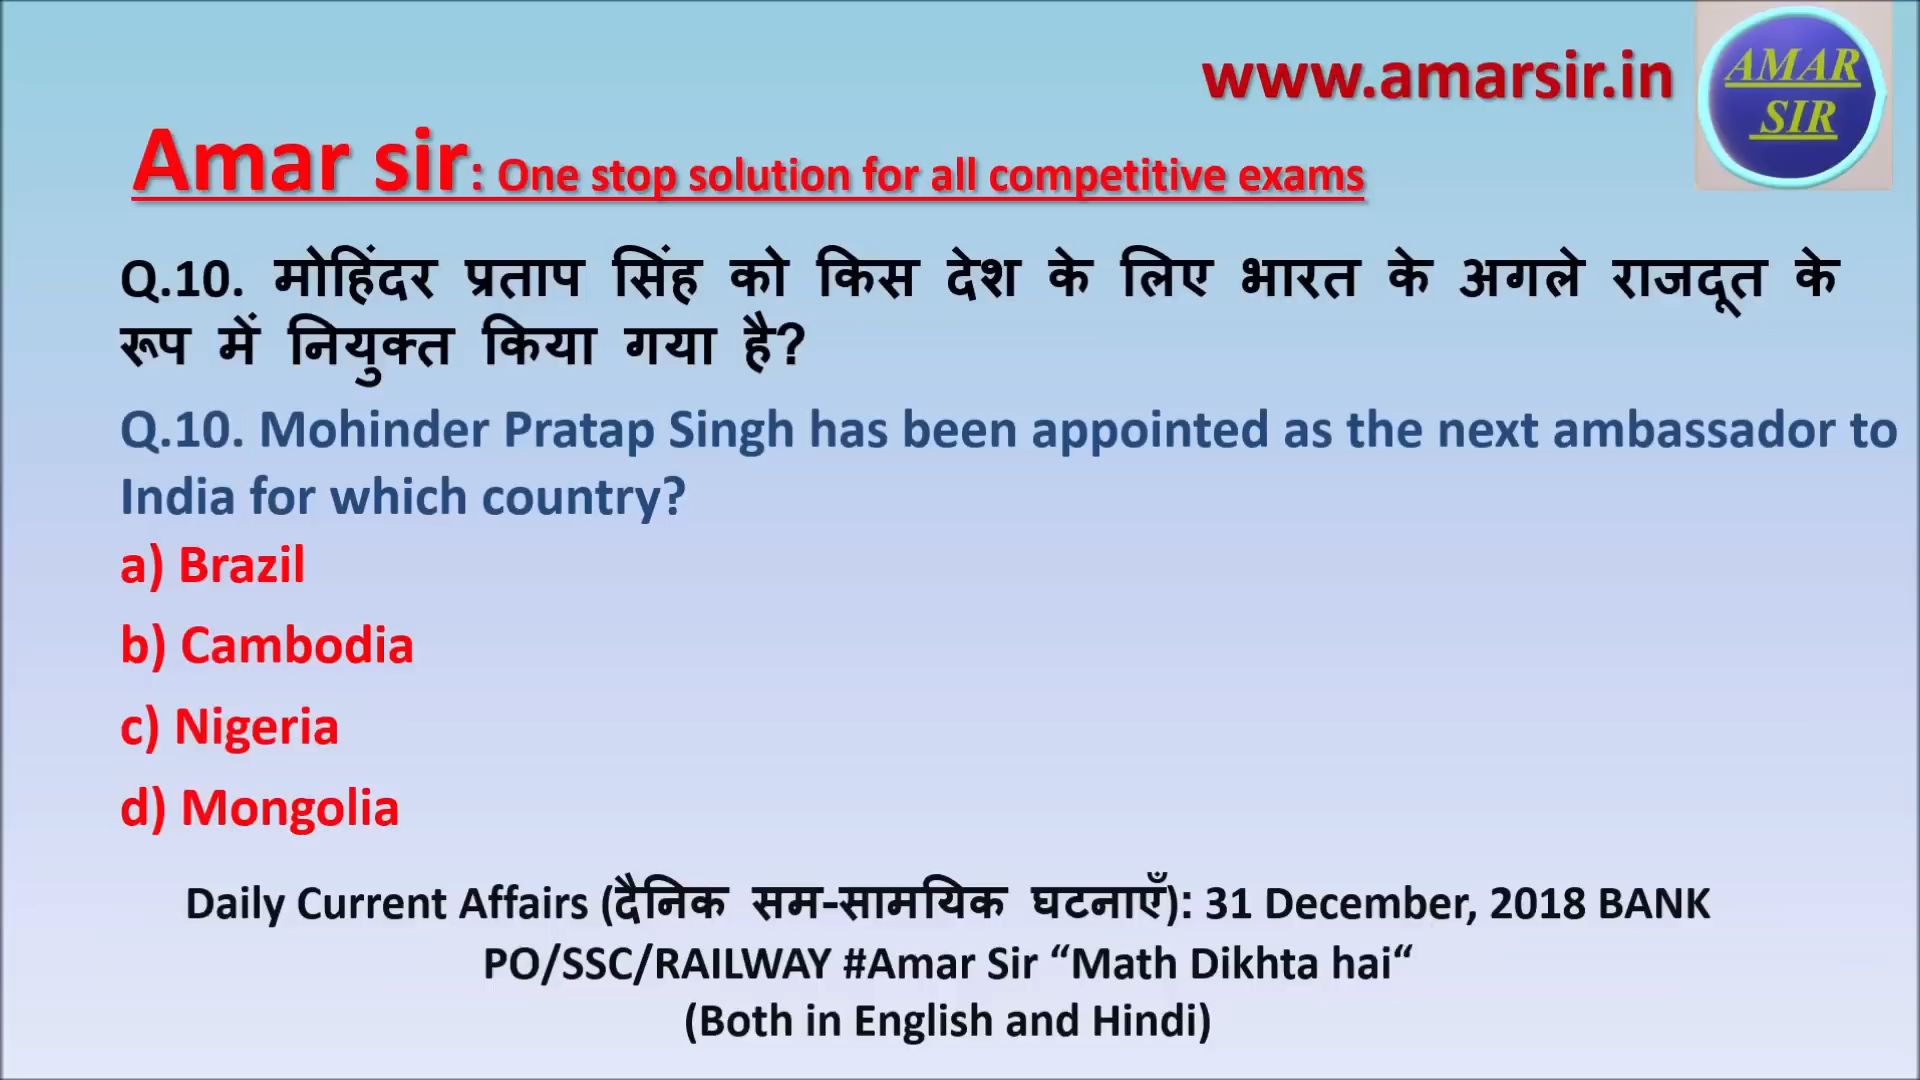 www.amarsir.in
AMAR
SIR
Amar sir: One stop solution for all competitive exams
Q.10. मोहिंदर प्रताप सिंह को किस देश के लिए भारत के अगले राजदूत के
रूप में नियुक्त किया गया है?
Q.10. Mohinder Pratap Singh has been appointed as the next ambassador to
India for which country?
a) Brazil
b) Cambodia
c) Nigeria
d) Mongolia
Daily Current Affairs (दैनिक सम-सामयिक घटनाएँ): 31 December, 2018 BANK
PO/SSC/RAILWAY #Amar Sir “Math Dikhta hai“
(Both in English and Hindi)